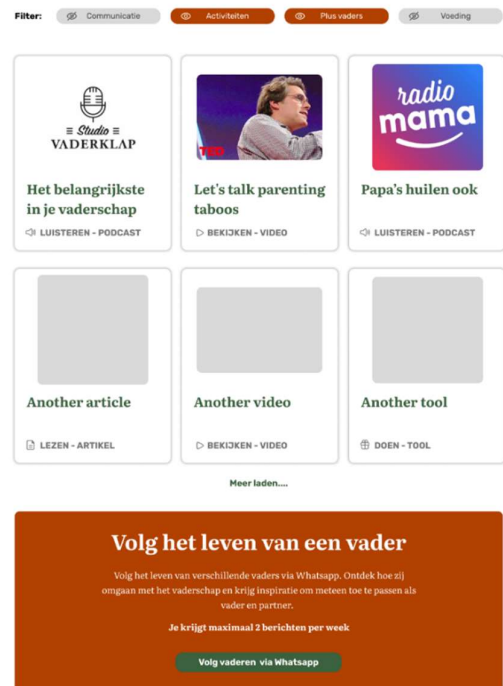 Filter:
Communicatie
Activiteiten
Plus vaders
Voeding
≡ Studio ≡
VADERKLAP
TED
radio
mama
Het belangrijkste
in je vaderschap
Let's talk parenting
taboos
Papa's huilen ook
LUISTEREN - PODCAST
BEKIJKEN - VIDEO
LUISTEREN - PODCAST
Another article
Another video
Another tool
LEZEN - ARTIKEL
BEKIJKEN - VIDEO
DOEN - TOOL
Meer laden....
Volg het leven van een vader
Volg het leven van verschillende vaders via Whatsapp. Ontdek hoe zij
omgaan met het vaderschap en krijg inspiratie om meteen toe te passen als
vader en partner.
Je krijgt maximaal 2 berichten per week
Volg vaderen via Whatsapp